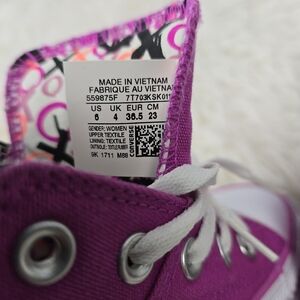 MADE IN VIETNAM
FABRIQUE AU VIETNAM
559875F 7T703KSK01
US UK EUR CM
6 4 36.5 23
GENDER: WOMEN
UPPER: TEXTILE
LINING: TEXTILE
OUTSOLE: TEXTILE/RUBBER
9K 1711 M88
CONVERSE